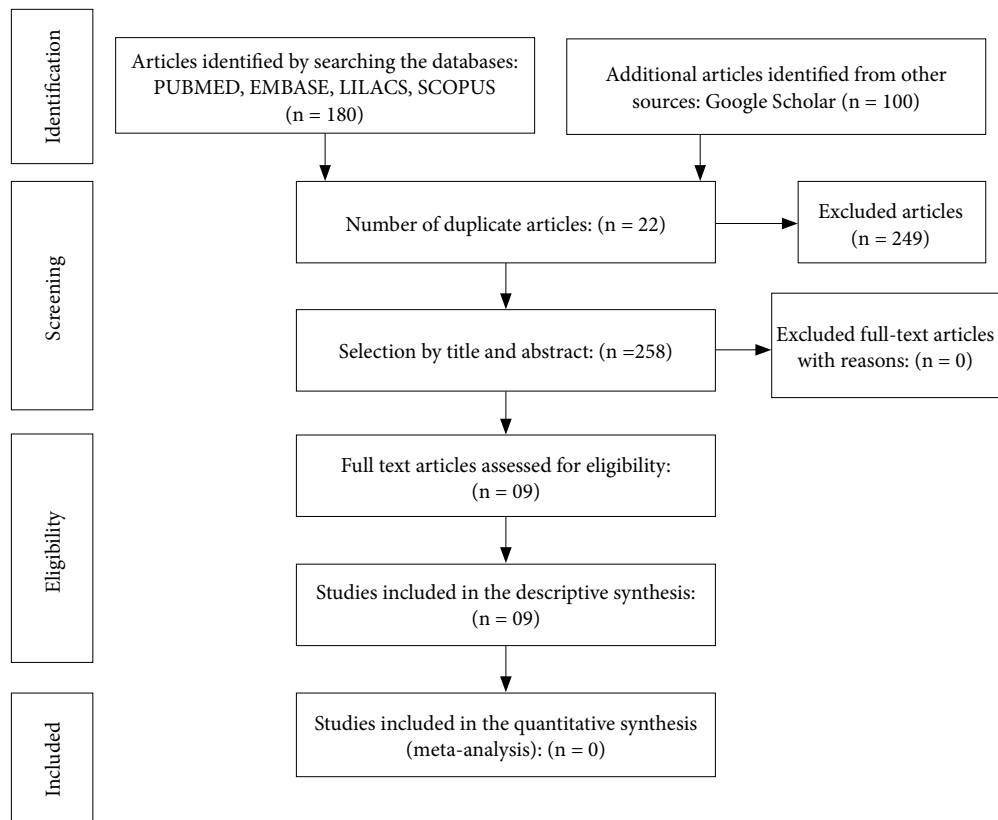 Identification
Articles identified by searching the databases:
PUBMED, EMBASE, LILACS, SCOPUS
(n = 180)
Additional articles identified from other
sources: Google Scholar (n = 100)
Screening
Number of duplicate articles: (n = 22)
Excluded articles
(n = 249)
Selection by title and abstract: (n =258)
Excluded full-text articles
with reasons: (n = 0)
Eligibility
Full text articles assessed for eligibility:
(n = 09)
Studies included in the descriptive synthesis:
(n = 09)
Included
Studies included in the quantitative synthesis
(meta-analysis): (n = 0)